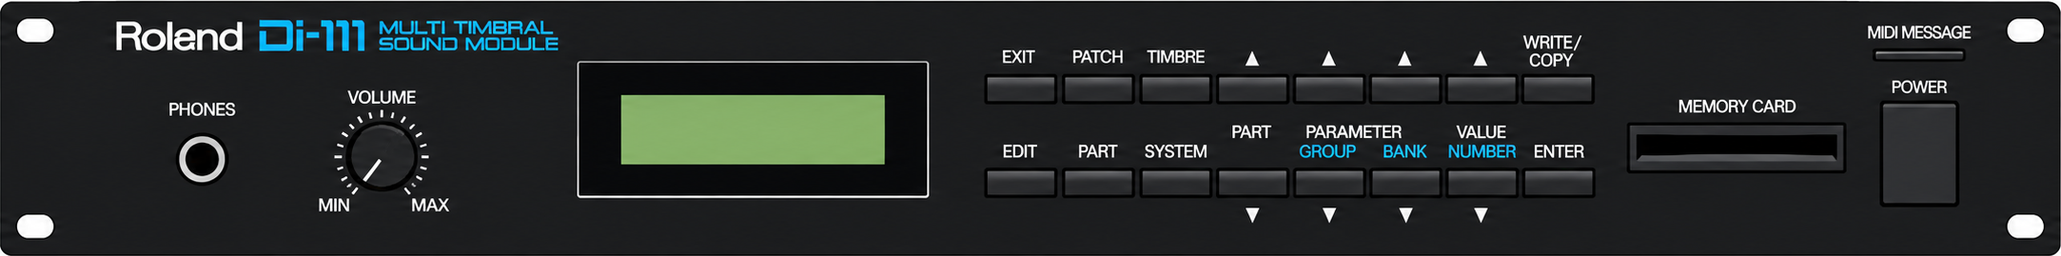 Roland Di-111 MULTI TIMBRAL
SOUND MODULE
PHONES
VOLUME
MIN MAX
EXIT PATCH TIMBRE ▲ ▲ ▲ ▲ WRITE/
COPY
EDIT PART SYSTEM PART PARAMETER VALUE
GROUP BANK NUMBER ENTER
▼ ▼ ▼ ▼
MEMORY CARD
MIDI MESSAGE
POWER